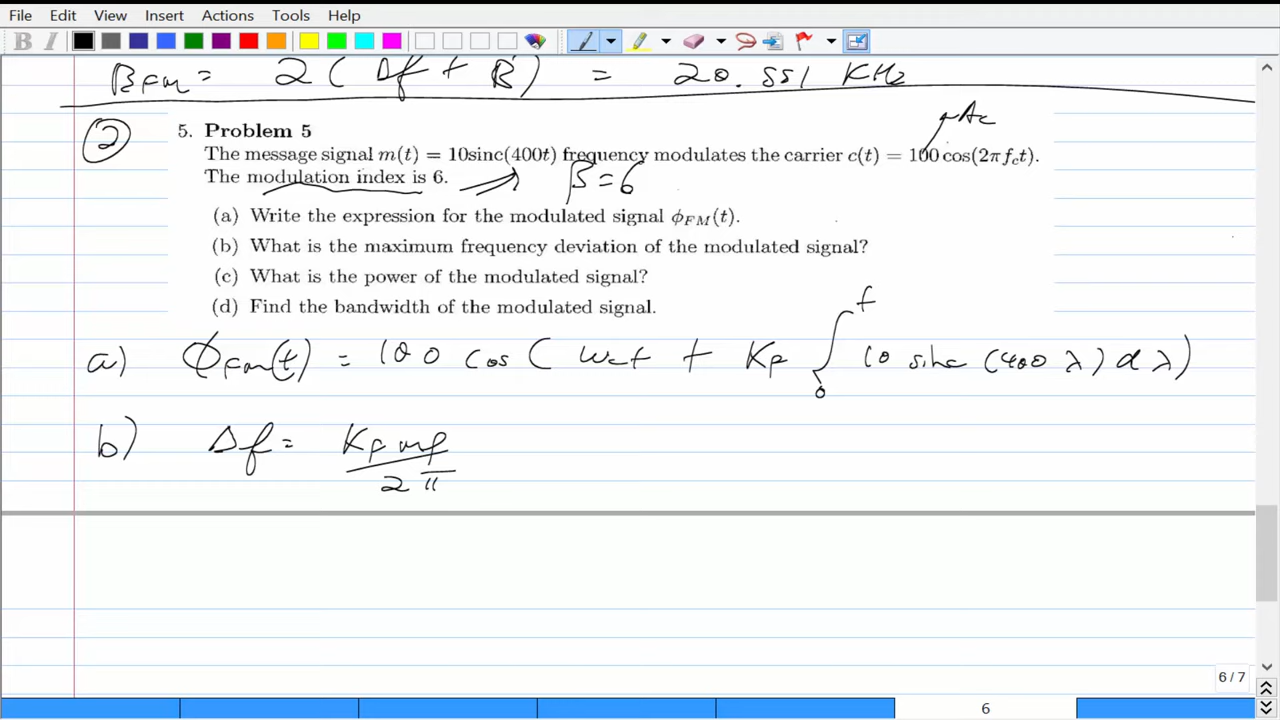 File Edit View Insert Actions Tools Help
B I
B_FM = 2 ( Δf + B ) = 20.551 KHz
② 5. Problem 5
Ac
The message signal m(t) = 10sinc(400t) frequency modulates the carrier c(t) = 100 cos(2πf_ct).
The modulation index is 6. β = 6
(a) Write the expression for the modulated signal ϕ_FM(t).
(b) What is the maximum frequency deviation of the modulated signal?
(c) What is the power of the modulated signal?
(d) Find the bandwidth of the modulated signal.
a) ϕ_FM(t) = 100 cos ( w_ct + K_F ∫_0^t 10 sinc (400 λ) d λ )
b) Δf = K_F m_p / 2 π
6 / 7
6